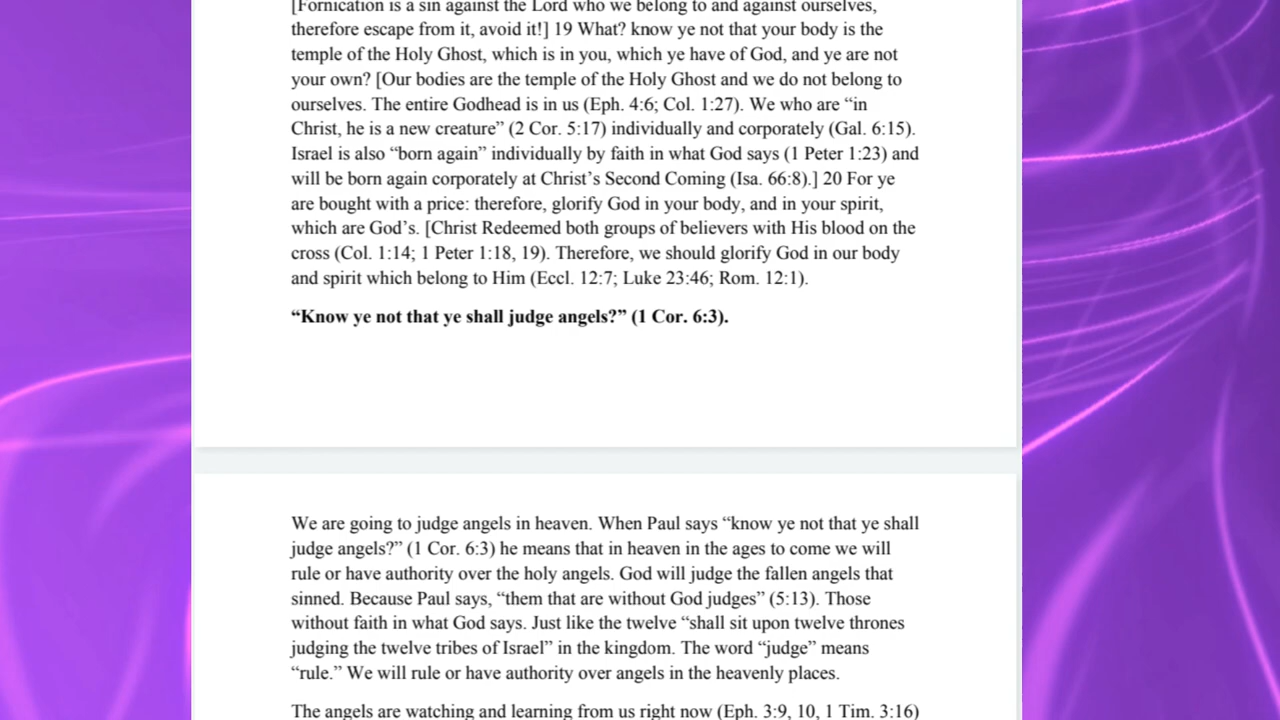 [Fornication is a sin against the Lord who we belong to and against ourselves,
therefore escape from it, avoid it!] 19 What? know ye not that your body is the
temple of the Holy Ghost, which is in you, which ye have of God, and ye are not
your own? [Our bodies are the temple of the Holy Ghost and we do not belong to
ourselves. The entire Godhead is in us (Eph. 4:6; Col. 1:27). We who are “in
Christ, he is a new creature” (2 Cor. 5:17) individually and corporately (Gal. 6:15).
Israel is also “born again” individually by faith in what God says (1 Peter 1:23) and
will be born again corporately at Christ’s Second Coming (Isa. 66:8).] 20 For ye
are bought with a price: therefore, glorify God in your body, and in your spirit,
which are God’s. [Christ Redeemed both groups of believers with His blood on the
cross (Col. 1:14; 1 Peter 1:18, 19). Therefore, we should glorify God in our body
and spirit which belong to Him (Eccl. 12:7; Luke 23:46; Rom. 12:1).
“Know ye not that ye shall judge angels?” (1 Cor. 6:3).
We are going to judge angels in heaven. When Paul says “know ye not that ye shall
judge angels?” (1 Cor. 6:3) he means that in heaven in the ages to come we will
rule or have authority over the holy angels. God will judge the fallen angels that
sinned. Because Paul says, “them that are without God judges” (5:13). Those
without faith in what God says. Just like the twelve “shall sit upon twelve thrones
judging the twelve tribes of Israel” in the kingdom. The word “judge” means
“rule.” We will rule or have authority over angels in the heavenly places.
The angels are watching and learning from us right now (Eph. 3:9, 10, 1 Tim. 3:16)